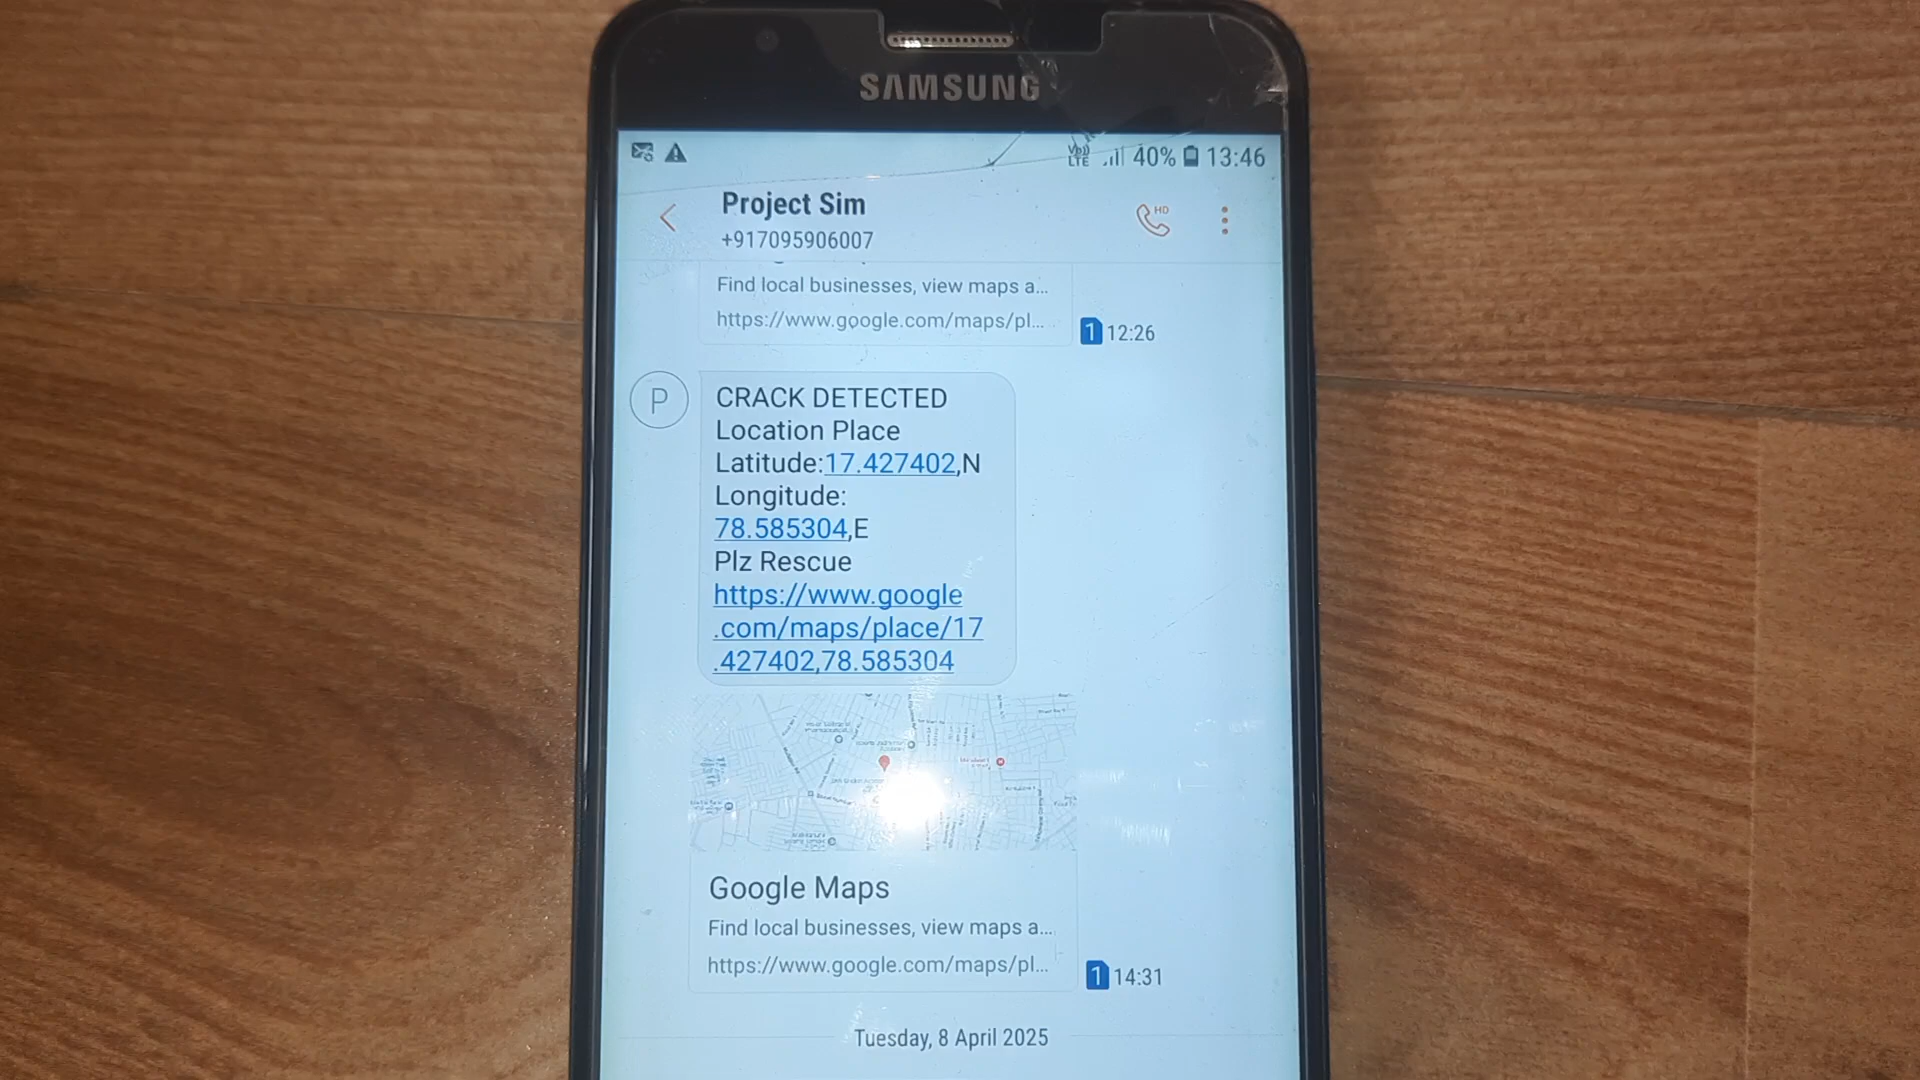 SAMSUNG
VoLTE 40% 13:46
Project Sim
HD
+917095906007
Find local businesses, view maps a...
https://www.google.com/maps/pl...
1 12:26
P
CRACK DETECTED
Location Place
Latitude:17.427402,N
Longitude:
78.585304,E
Plz Rescue
https://www.google
.com/maps/place/17
.427402,78.585304
Google Maps
Find local businesses, view maps a...
https://www.google.com/maps/pl...
1 14:31
Tuesday, 8 April 2025